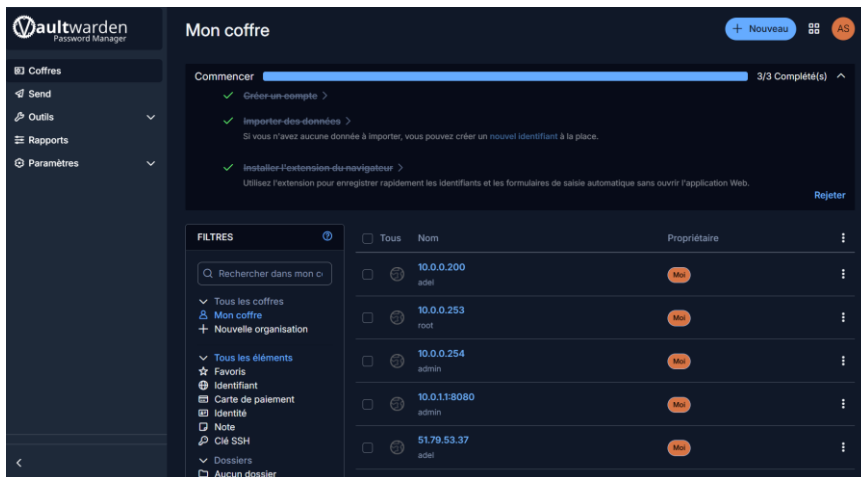 Vaultwarden
Password Manager
Mon coffre
Nouveau
AS
Coffres
Send
Outils
Rapports
Paramètres
Commencer
3/3 Complété(s)
Créer un compte
Importer des données
Si vous n'avez aucune donnée à importer, vous pouvez créer un nouvel identifiant à la place.
Installer l'extension du navigateur
Utilisez l'extension pour enregistrer rapidement les identifiants et les formulaires de saisie automatique sans ouvrir l'application Web.
Rejeter
FILTRES
Rechercher dans mon c
Tous les coffres
Mon coffre
Nouvelle organisation
Tous les éléments
Favoris
Identifiant
Carte de paiement
Identité
Note
Clé SSH
Dossiers
Aucun dossier
Tous Nom Propriétaire
10.0.0.200
adel
Moi
10.0.0.253
root
Moi
10.0.0.254
admin
Moi
10.0.1.1:8080
admin
Moi
51.79.53.37
adel
Moi